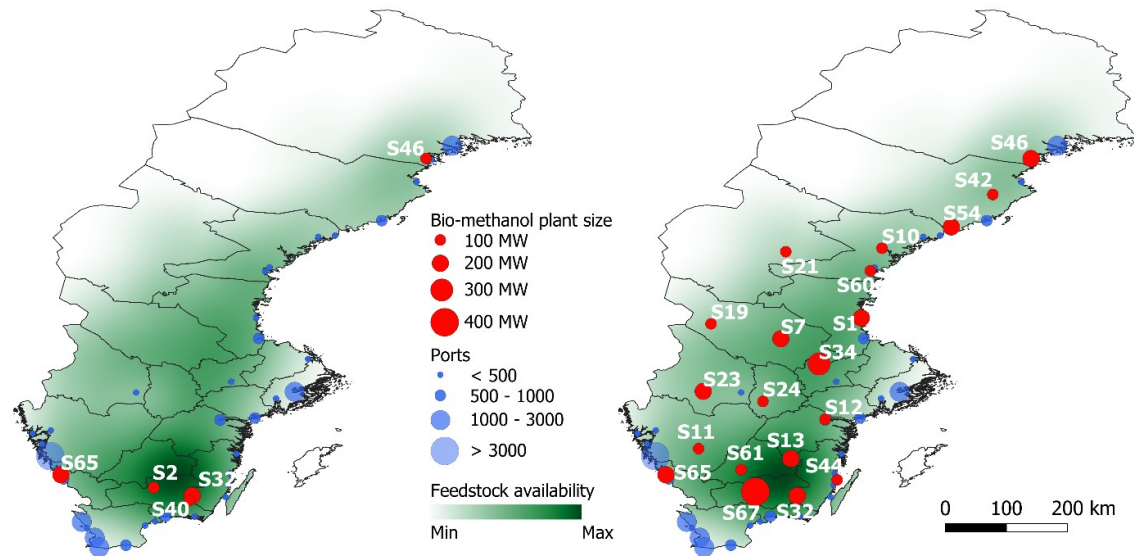 S46
S65
S2
S32
S40
Bio-methanol plant size
100 MW
200 MW
300 MW
400 MW
Ports
< 500
500 - 1000
1000 - 3000
> 3000
Feedstock availability
Min Max
S46
S42
S54
S10
S21
S60
S19
S7
S1
S34
S23
S24
S12
S11
S13
S61
S44
S65
S67
S32
0 100 200 km